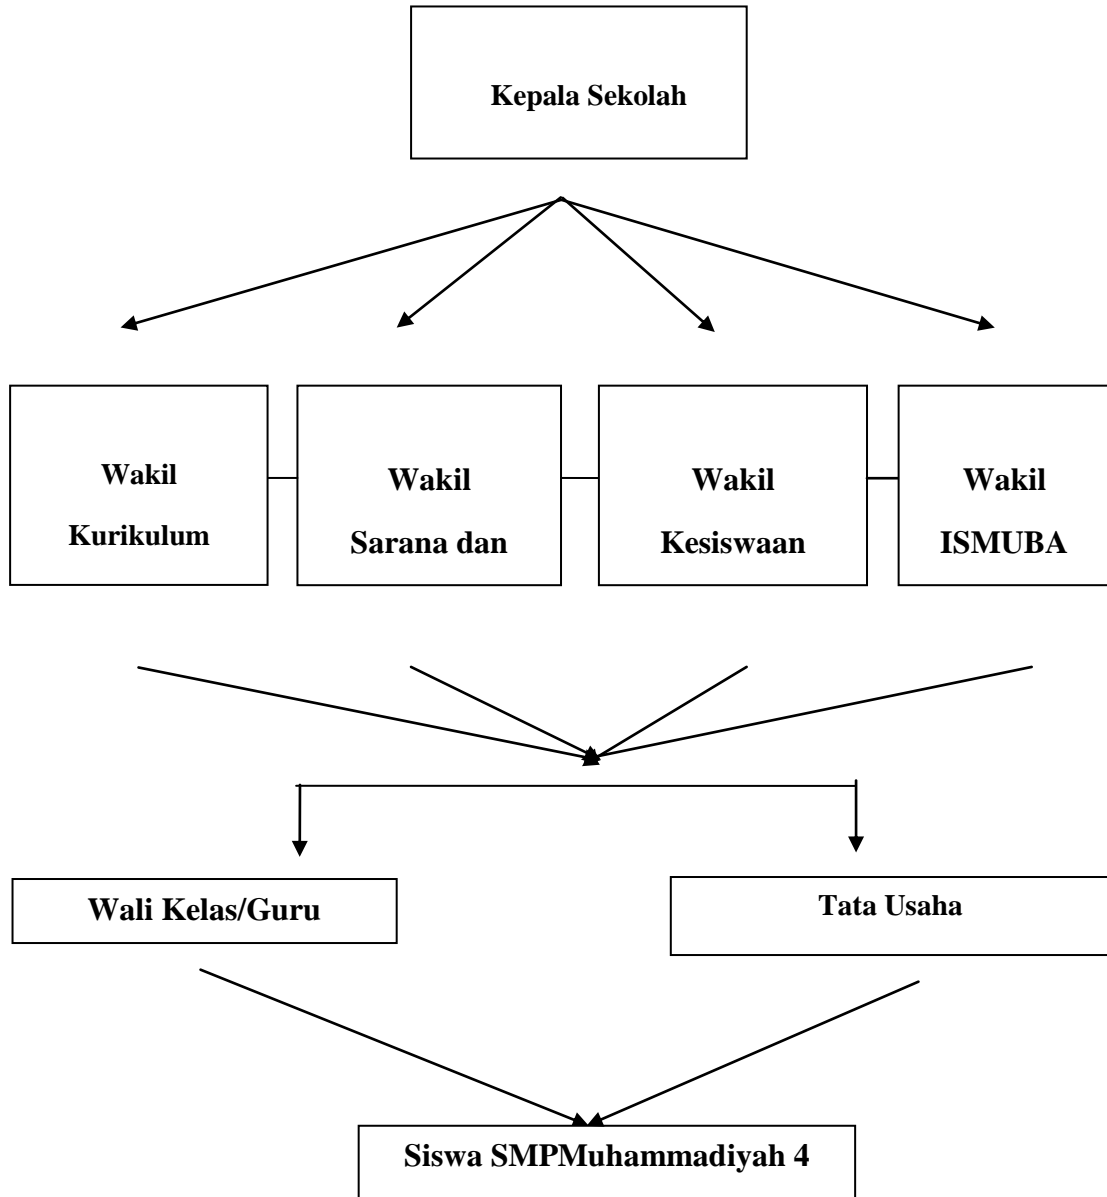 Kepala Sekolah
Wakil
Kurikulum
Wakil
Sarana dan
Wakil
Kesiswaan
Wakil
ISMUBA
Wali Kelas/Guru
Tata Usaha
Siswa SMPMuhammadiyah 4